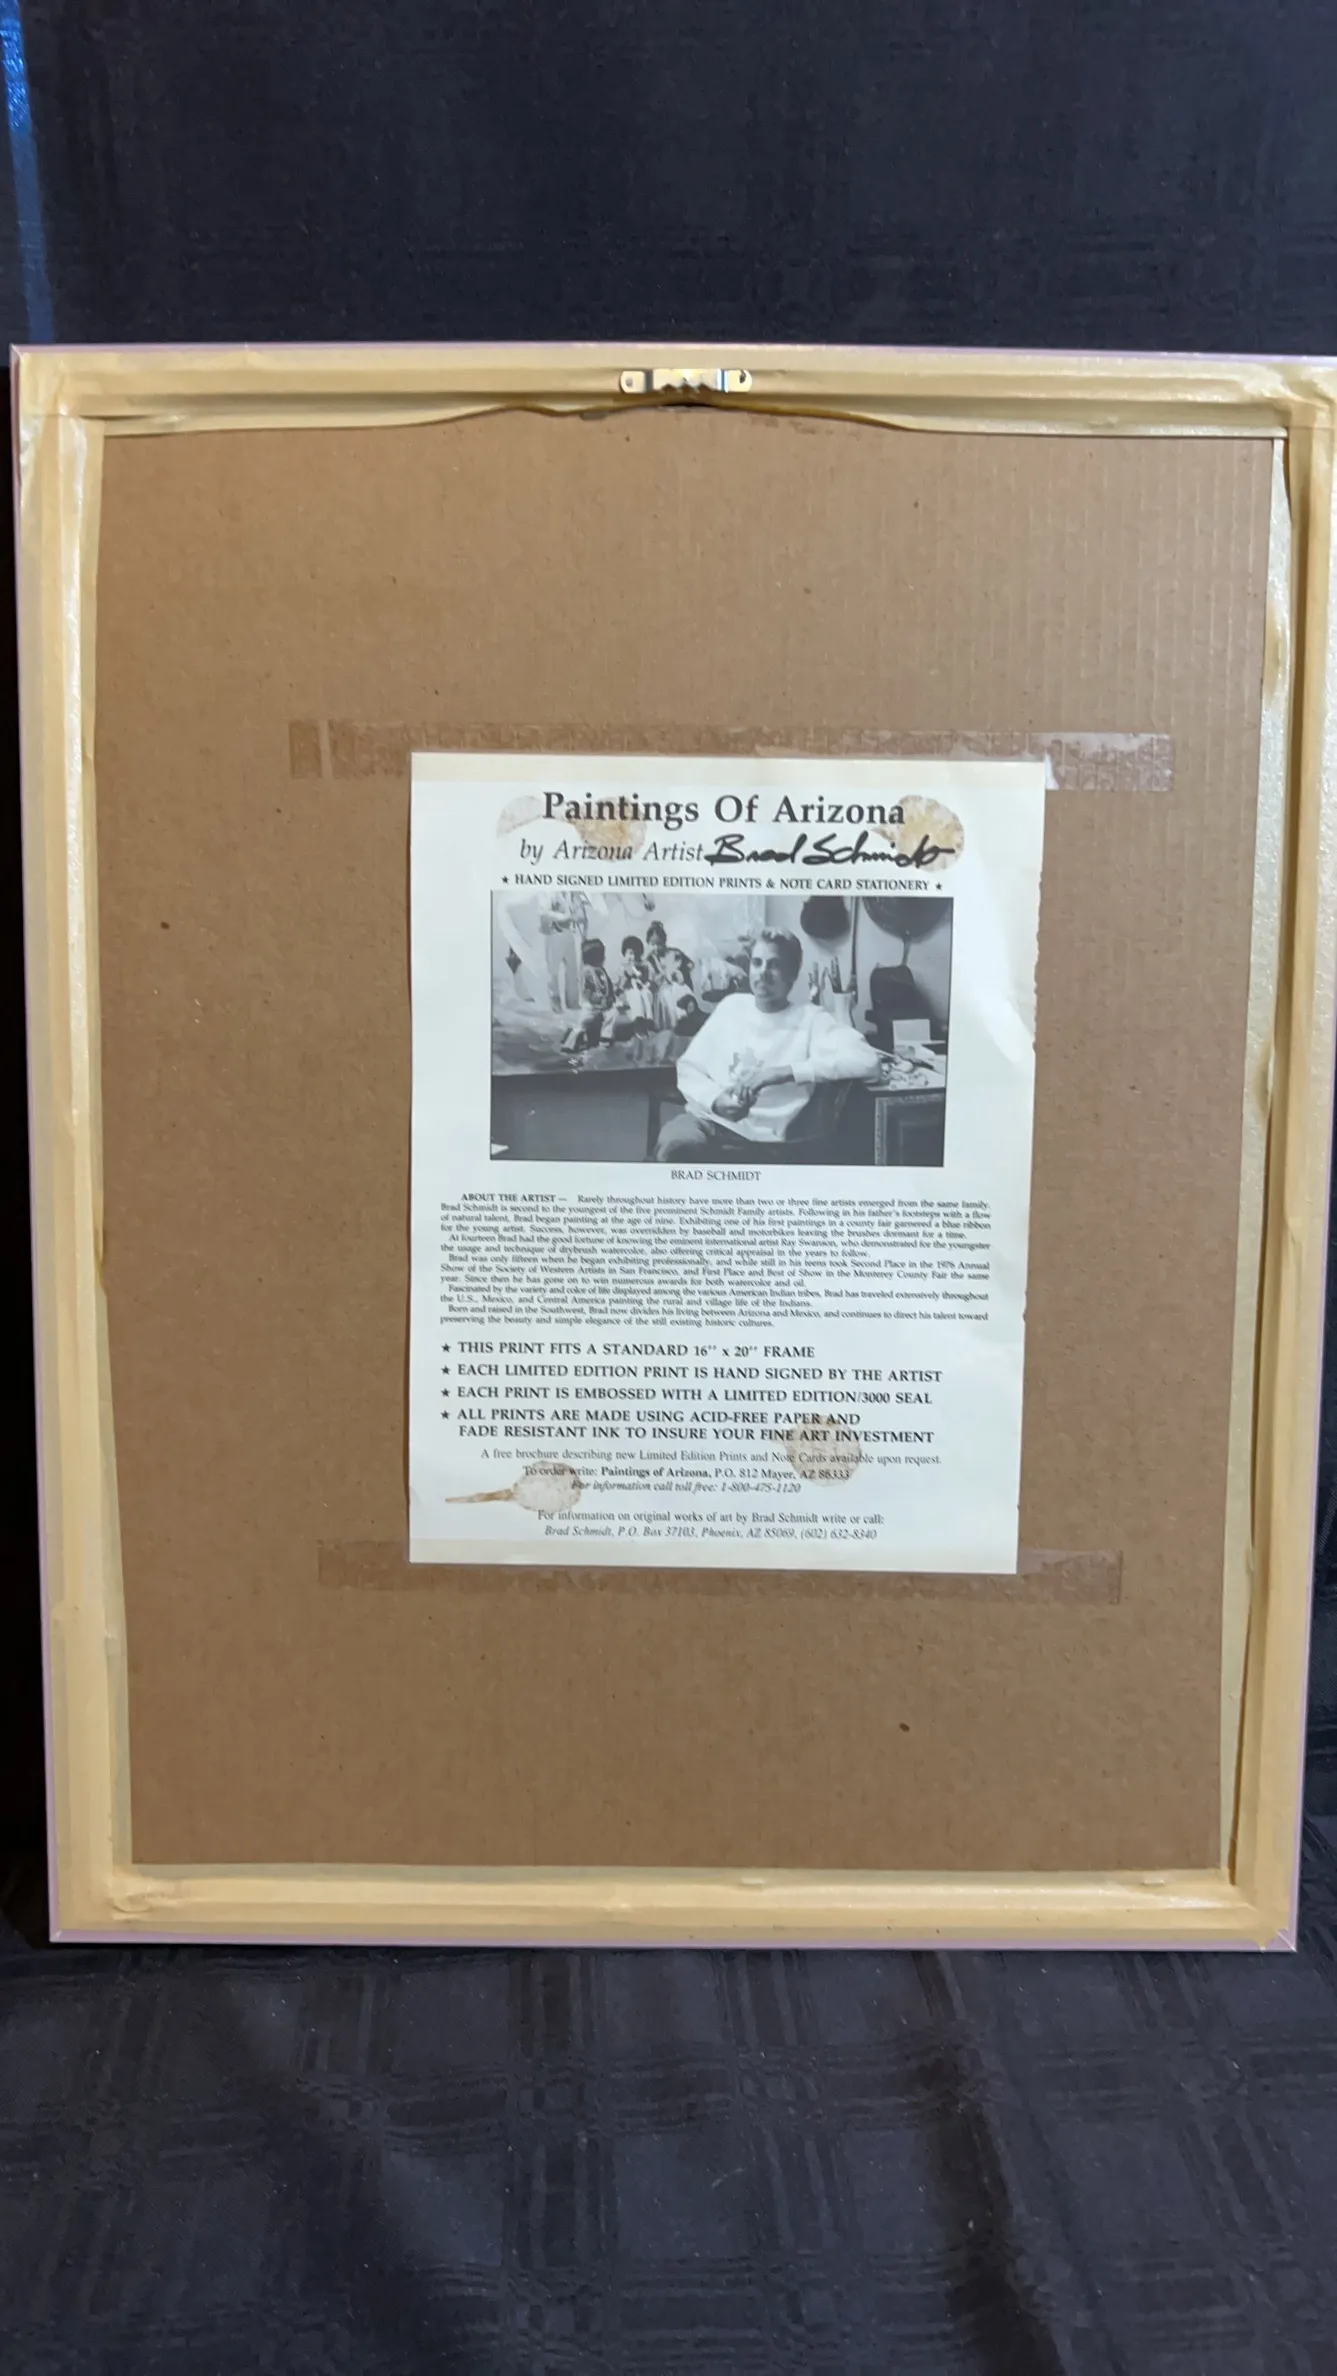 Paintings Of Arizona
by Arizona Artist Brad Schmidt
★ HAND SIGNED LIMITED EDITION PRINTS & NOTE CARD STATIONERY ★
BRAD SCHMIDT
ABOUT THE ARTIST — Rarely throughout history have more than two or three fine artists emerged from the same family.
Brad Schmidt is second to the youngest of the five prominent Schmidt Family artists. Following in his father's footsteps with a flow
of natural talent, Brad began painting at the age of nine. Exhibiting one of his first paintings in a county fair garnered a blue ribbon
for the young artist. Success, however, was overridden by baseball and motorbikes leaving the brushes dormant for a time.
At fourteen Brad had the good fortune of knowing the eminent international artist Ray Swanson, who demonstrated for the youngster
the usage and technique of drybrush watercolor, also offering critical appraisal in the years to follow.
Brad was only fifteen when he began exhibiting professionally, and while still in his teens took Second Place in the 1976 Annual
Show of the Society of Western Artists in San Francisco, and First Place and Best of Show in the Monterey County Fair the same
year. Since then he has gone on to win numerous awards for both watercolor and oil.
Fascinated by the variety and color of life displayed among the various American Indian tribes, Brad has traveled extensively throughout
the U.S., Mexico, and Central America painting the rural and village life of the Indians.
Born and raised in the Southwest, Brad now divides his living between Arizona and Mexico, and continues to direct his talent toward
preserving the beauty and simple elegance of the still existing historic cultures.
★ THIS PRINT FITS A STANDARD 16'' x 20'' FRAME
★ EACH LIMITED EDITION PRINT IS HAND SIGNED BY THE ARTIST
★ EACH PRINT IS EMBOSSED WITH A LIMITED EDITION/3000 SEAL
★ ALL PRINTS ARE MADE USING ACID-FREE PAPER AND
FADE RESISTANT INK TO INSURE YOUR FINE ART INVESTMENT
A free brochure describing new Limited Edition Prints and Note Cards available upon request.
To order write: Paintings of Arizona, P.O. 812 Mayer, AZ 86333
For information call toll free: 1-800-475-1120
For information on original works of art by Brad Schmidt write or call:
Brad Schmidt, P.O. Box 37103, Phoenix, AZ 85069, (602) 632-8340